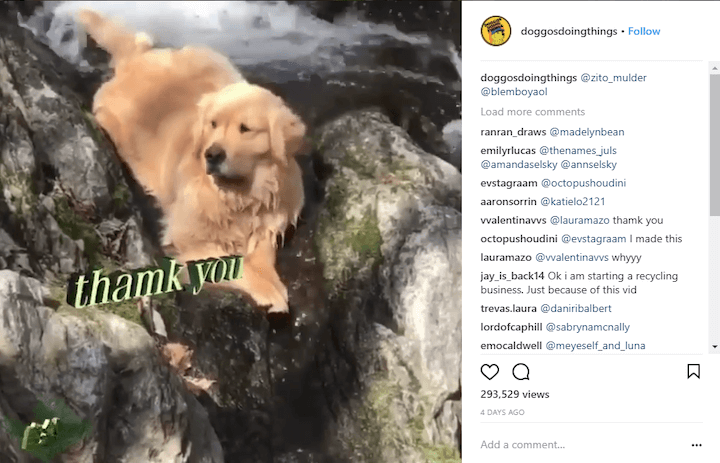 thamk you
doggosdoingthings • Follow
doggosdoingthings @zito_mulder
@blemboyaol
Load more comments
ranran_draws @madelynbean
emilyrlucas @thenames_juls
@amandaselsky @annselsky
evstagraam @octopushoudini
aaronsorrin @katielo2121
vvalentinavvs @lauramazo thamk you
octopushoudini @evstagraam I made this
lauramazo @vvalentinavvs whyyy
jay_is_back14 Ok i am starting a recycling
business. Just because of this vid
trevas.laura @daniribalbert
lordofcaphill @sabrynamcnally
emocaldwell @meyeself_and_luna
293,529 views
4 DAYS AGO
Add a comment...